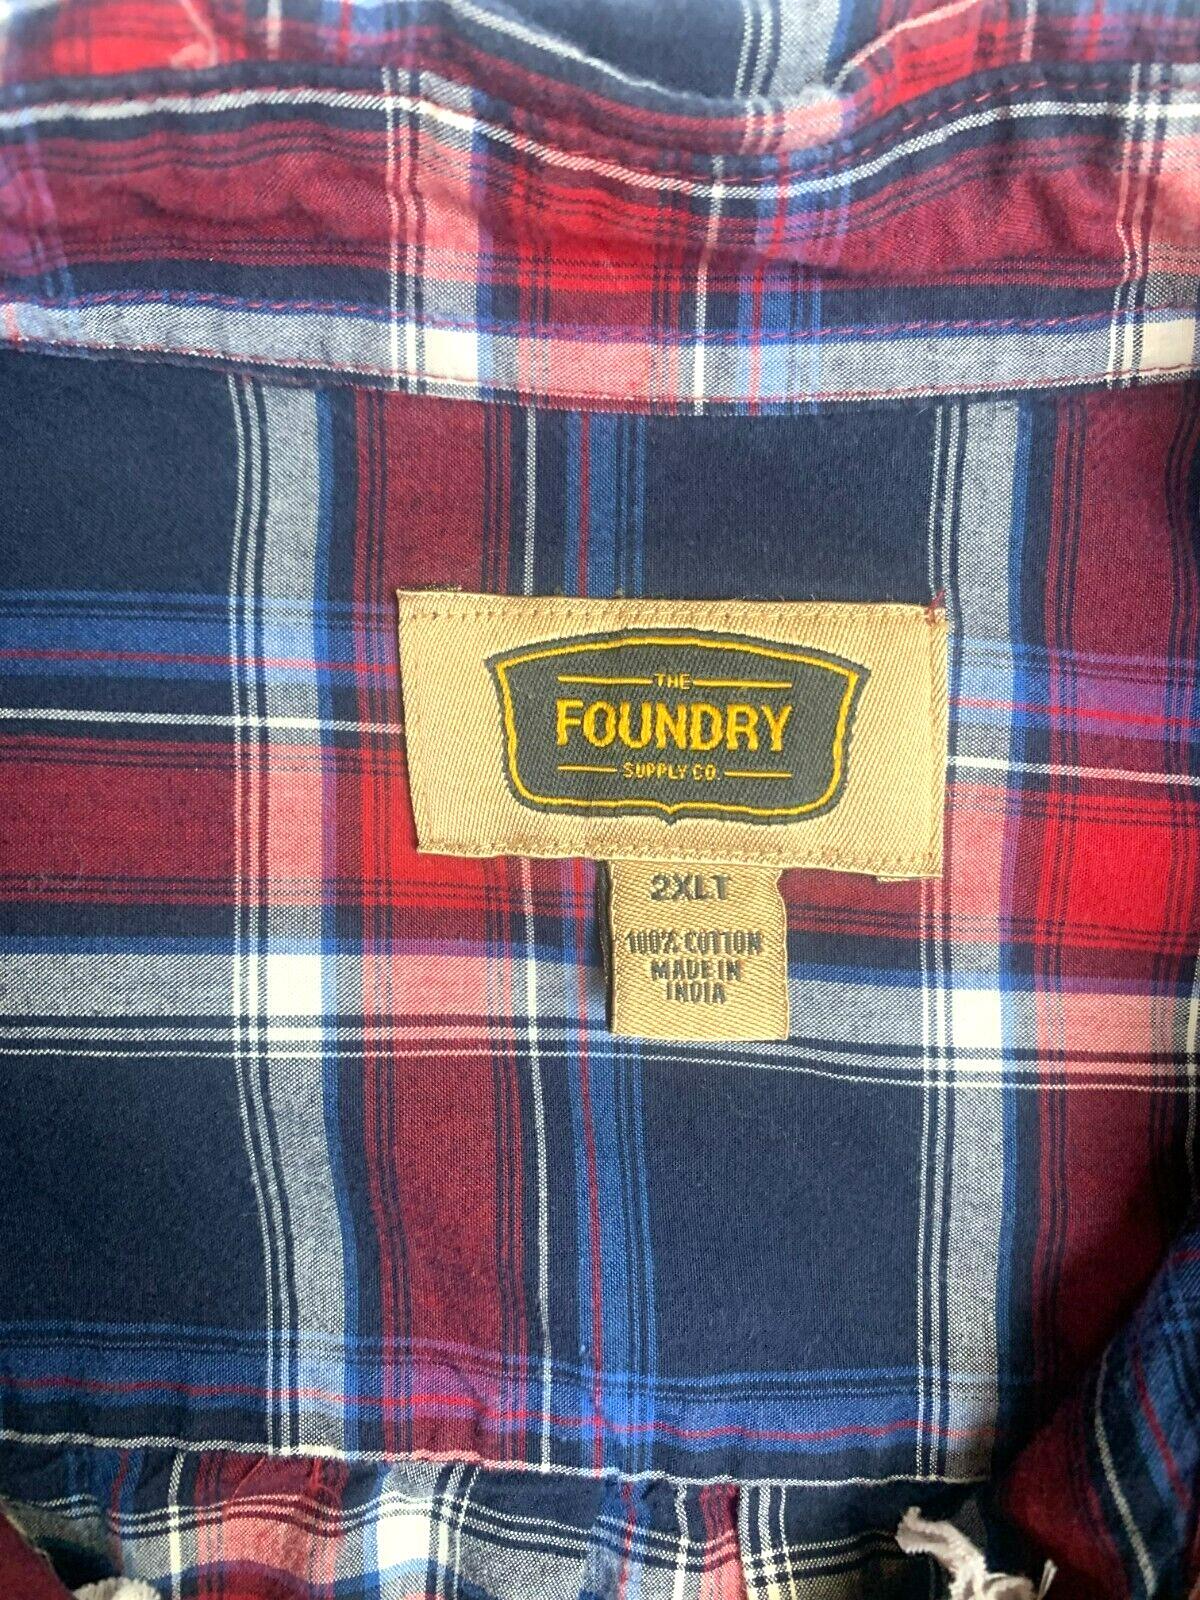 THE
FOUNDRY
SUPPLY CO.
2XLT
100% COTTON
MADE IN
INDIA